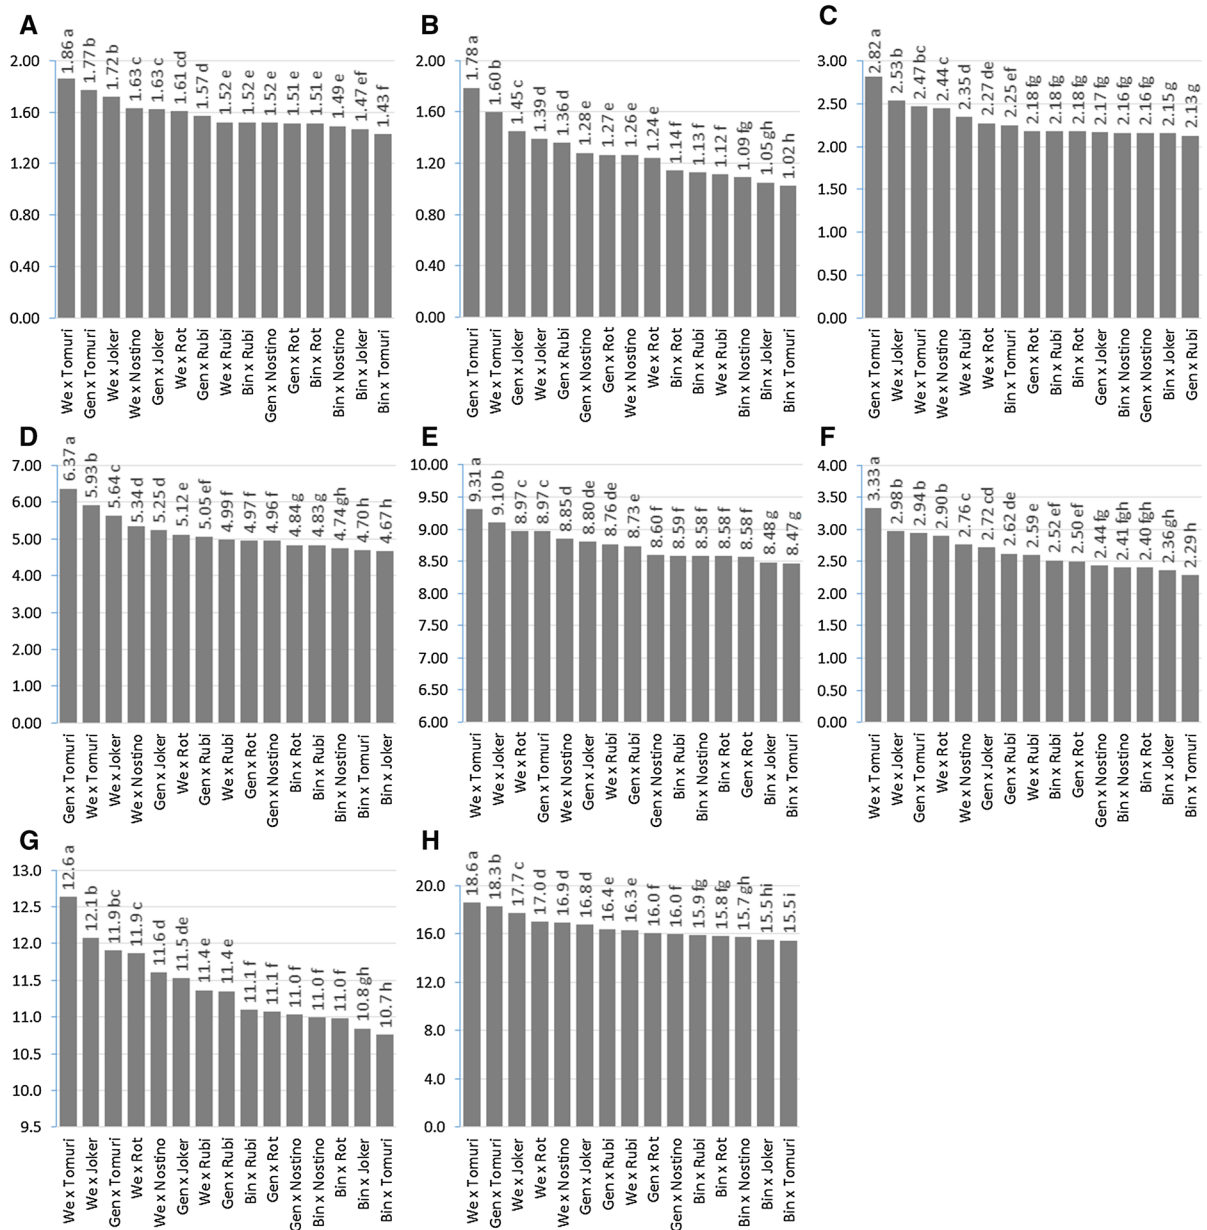 A
2.00
1.60
1.20
0.80
0.40
0.00
1.86 a
1.77 b
1.72 b
1.63 c
1.63 c
1.61 cd
1.57 d
1.52 e
1.52 e
1.52 e
1.51 e
1.51 e
1.49 e
1.47 ef
1.43 f
We x Tomuri
Gen x Tomuri
We x Joker
We x Nostino
Gen x Joker
We x Rot
Gen x Rubi
We x Rubi
Bin x Rubi
Gen x Nostino
Gen x Rot
Bin x Rot
Bin x Nostino
Bin x Joker
Bin x Tomuri
B
2.00
1.60
1.20
0.80
0.40
0.00
1.78 a
1.60 b
1.45 c
1.39 d
1.36 d
1.28 e
1.27 e
1.26 e
1.24 e
1.14 f
1.13 f
1.12 f
1.09 fg
1.05 gh
1.02 h
Gen x Tomuri
We x Tomuri
Gen x Joker
We x Joker
Gen x Rubi
Gen x Nostino
Gen x Rot
We x Nostino
We x Rot
Bin x Rot
Bin x Rubi
We x Rubi
Bin x Nostino
Bin x Joker
Bin x Tomuri
C
3.00
2.50
2.00
1.50
1.00
0.50
0.00
2.82 a
2.53 b
2.47 bc
2.44 c
2.35 d
2.27 de
2.25 ef
2.18 fg
2.18 fg
2.18 fg
2.17 fg
2.16 fg
2.16 fg
2.15 g
2.13 g
Gen x Tomuri
We x Joker
We x Tomuri
We x Nostino
We x Rubi
We x Rot
Bin x Tomuri
Gen x Rot
Bin x Rubi
Bin x Rot
Gen x Joker
Bin x Nostino
Gen x Nostino
Bin x Joker
Gen x Rubi
D
7.00
6.00
5.00
4.00
3.00
2.00
1.00
0.00
6.37 a
5.93 b
5.64 c
5.34 d
5.25 d
5.12 e
5.05 ef
4.99 f
4.97 f
4.96 f
4.84 g
4.83 g
4.74 gh
4.70 h
4.67 h
Gen x Tomuri
We x Tomuri
We x Joker
We x Nostino
Gen x Joker
We x Rot
Gen x Rubi
We x Rubi
Gen x Rot
Gen x Nostino
Bin x Rot
Bin x Rubi
Bin x Nostino
Bin x Tomuri
Bin x Joker
E
10.00
9.50
9.00
8.50
8.00
7.50
7.00
6.50
6.00
9.31 a
9.10 b
8.97 c
8.97 c
8.85 d
8.80 de
8.76 de
8.73 e
8.60 f
8.59 f
8.58 f
8.58 f
8.58 f
8.48 g
8.47 g
We x Tomuri
We x Joker
We x Rot
Gen x Tomuri
We x Nostino
Gen x Joker
We x Rubi
Gen x Rubi
Gen x Nostino
Bin x Rubi
Bin x Nostino
Bin x Rot
Gen x Rot
Bin x Joker
Bin x Tomuri
F
4.00
3.50
3.00
2.50
2.00
1.50
1.00
0.50
0.00
3.33 a
2.98 b
2.94 b
2.90 b
2.76 c
2.72 cd
2.62 de
2.59 e
2.52 ef
2.50 ef
2.44 fg
2.41 fgh
2.40 fgh
2.36 gh
2.29 h
We x Tomuri
We x Joker
Gen x Tomuri
We x Rot
We x Nostino
Gen x Joker
Gen x Rubi
We x Rubi
Bin x Rubi
Gen x Rot
Gen x Nostino
Bin x Nostino
Bin x Rot
Bin x Joker
Bin x Tomuri
G
13.0
12.5
12.0
11.5
11.0
10.5
10.0
9.5
12.6 a
12.1 b
11.9 bc
11.9 c
11.6 d
11.5 de
11.4 e
11.4 e
11.1 f
11.1 f
11.0 f
11.0 f
11.0 f
10.8 gh
10.7 h
We x Tomuri
We x Joker
Gen x Tomuri
We x Rot
We x Nostino
Gen x Joker
We x Rubi
Gen x Rubi
Bin x Rubi
Gen x Rot
Gen x Nostino
Bin x Nostino
Bin x Rot
Bin x Joker
Bin x Tomuri
H
20.0
16.0
12.0
8.0
4.0
0.0
18.6 a
18.3 b
17.7 c
17.0 d
16.9 d
16.8 d
16.4 e
16.3 e
16.0 f
16.0 f
15.9 fg
15.8 fg
15.7 gh
15.5 hi
15.5 i
We x Tomuri
Gen x Tomuri
We x Joker
We x Rot
We x Nostino
Gen x Joker
Gen x Rubi
We x Rubi
Gen x Rot
Gen x Nostino
Bin x Rubi
Bin x Rot
Bin x Nostino
Bin x Joker
Bin x Tomuri